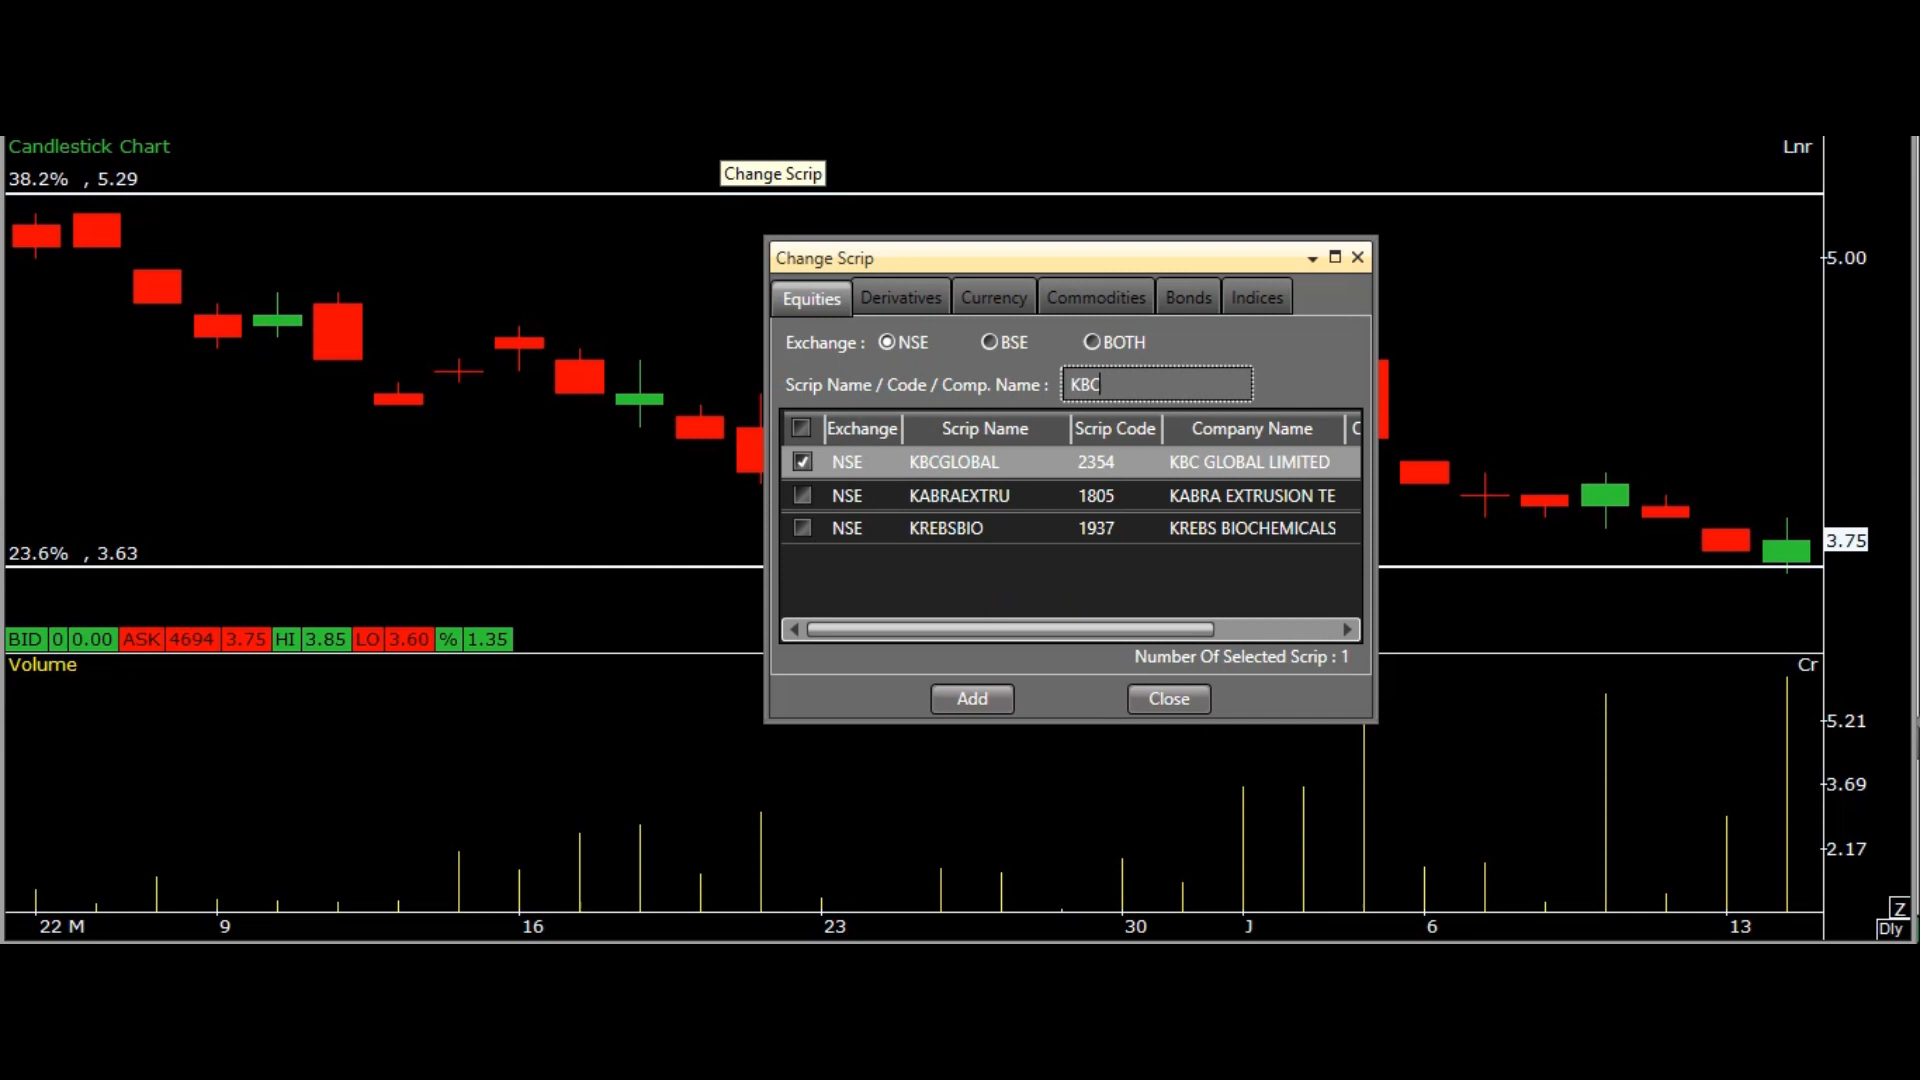 Candlestick Chart
Lnr
38.2% , 5.29
Change Scrip
Change Scrip
5.00
Equities Derivatives Currency Commodities Bonds Indices
Exchange : NSE BSE BOTH
Scrip Name / Code / Comp. Name : KBC
Exchange Scrip Name Scrip Code Company Name C
NSE KBCGLOBAL 2354 KBC GLOBAL LIMITED
NSE KABRAEXTRU 1805 KABRA EXTRUSION TE
NSE KREBSBIO 1937 KREBS BIOCHEMICALS
3.75
23.6% , 3.63
BID 0 0.00 ASK 4694 3.75 HI 3.85 LO 3.60 % 1.35
Number Of Selected Scrip : 1
Volume
Cr
Add Close
5.21
3.69
2.17
Z
22 M 9 16 23 30 J 6 13
Dly